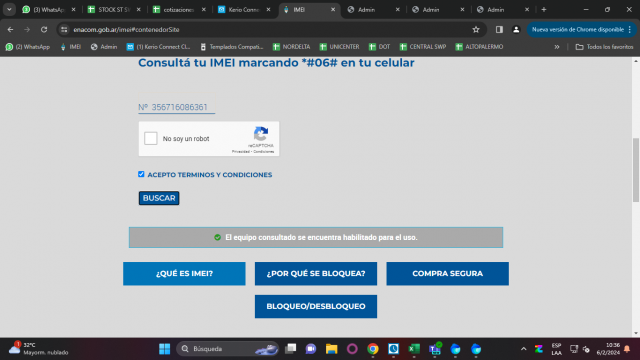 (3) WhatsApp
STOCK ST S
cotizacione
Kerio Connect
IMEI
Admin
Admin
Admin
enacom.gob.ar/imei#contenedorSite
Nueva versión de Chrome disponible
(2) WhatsApp
IMEI
Admin
(1) Kerio Connect Cl...
Templados Compati...
NORDELTA
UNICENTER
DOT
CENTRAL SWP
ALTOPALERMO
»
Todos los favoritos
Consultá tu IMEI marcando *#06# en tu celular
Nº 356716086361
No soy un robot
reCAPTCHA
Privacidad • Condiciones
ACEPTO TERMINOS Y CONDICIONES
BUSCAR
El equipo consultado se encuentra habilitado para el uso.
¿QUÉ ES IMEI?
¿POR QUÉ SE BLOQUEA?
COMPRA SEGURA
BLOQUEO/DESBLOQUEO
1
32°C
Mayorm. nublado
Búsqueda
ESP
LAA
10:36
6/2/2024